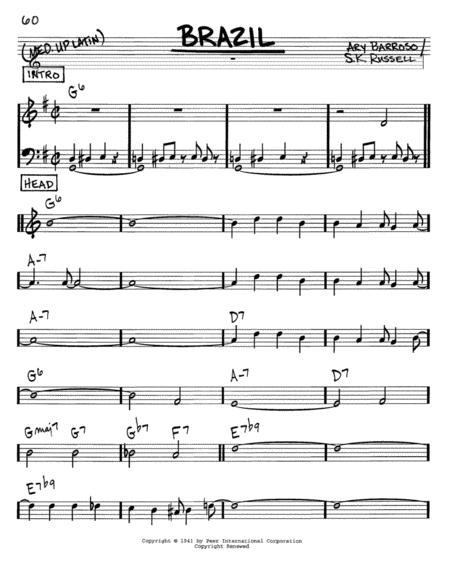 60
BRAZIL
(MED. UP LATIN)
ARY BARROSO/
S.K. RUSSELL
INTRO
G6
HEAD
G6
A-7
A-7 D7
G6 A-7 D7
Gmaj7 G7 Gb7 F7 E7b9
E7b9
Copyright © 1941 by Peer International Corporation
Copyright Renewed